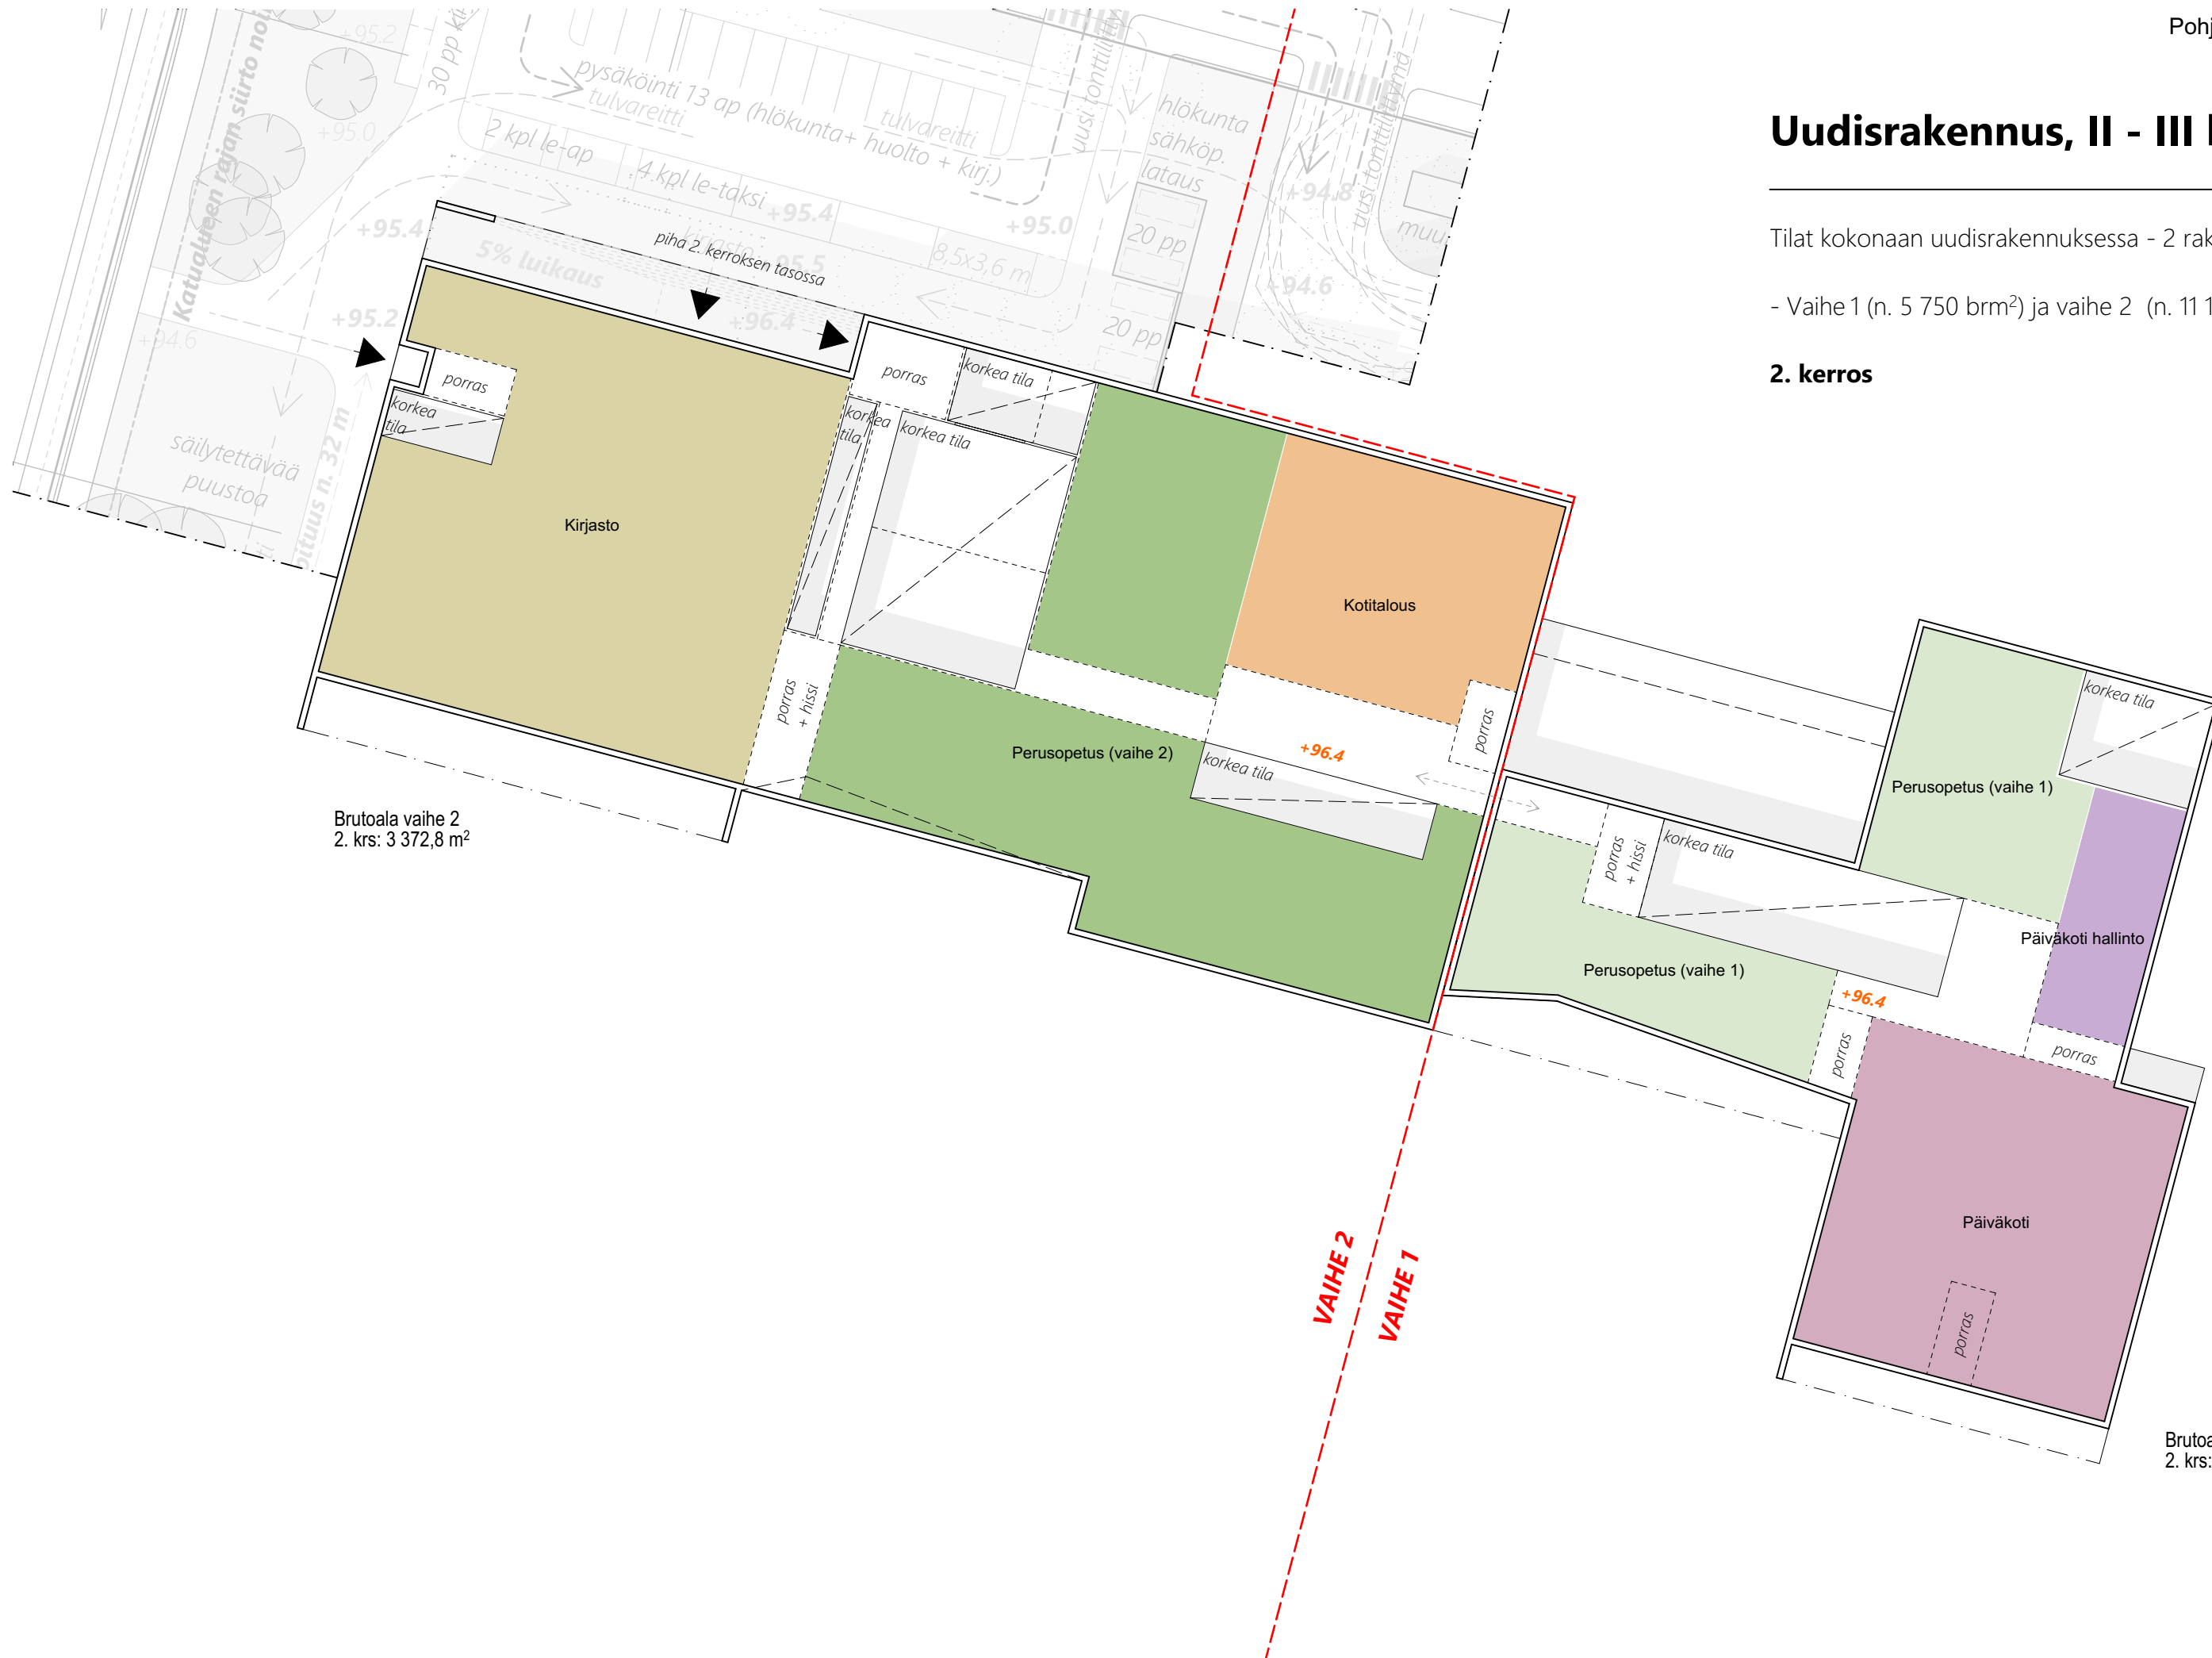 Pohj
Uudisrakennus, II - III
Tilat kokonaan uudisrakennuksessa - 2 rak
- Vaihe 1 (n. 5 750 brm²) ja vaihe 2 (n. 11 1
2. kerros
Katualueen rajan siirto
+95.2
+95.0
30 pp
pysäköinti 13 ap (hlökunta+ huolto + kirj.)
tulvareitti
tulvareitti
2 kpl le-ap
4 kpl le-taksi
8,5x3,6 m
uusi tonttiliittymä
hlökunta
sähköp.
lataus
20 pp
20 pp
uusi tonttiliittymä
muu
+94.8
+94.6
+95.4
+95.4
+95.0
+95.5
+95.2
+94.6
+96.4
5% luikaus
piha 2. kerroksen tasossa
säilytettävää
puustoa
pituus n. 32 m
porras
korkea
tila
Kirjasto
porras
korkea tila
korkea
tila
korkea tila
Kotitalous
porras
+ hissi
Perusopetus (vaihe 2)
korkea tila
+96.4
porras
Brutoala vaihe 2
2. krs: 3 372,8 m²
korkea tila
Perusopetus (vaihe 1)
porras
+ hissi
korkea tila
Päiväkoti hallinto
Perusopetus (vaihe 1)
+96.4
porras
porras
Päiväkoti
porras
VAIHE 2
VAIHE 1
Brutoa
2. krs: